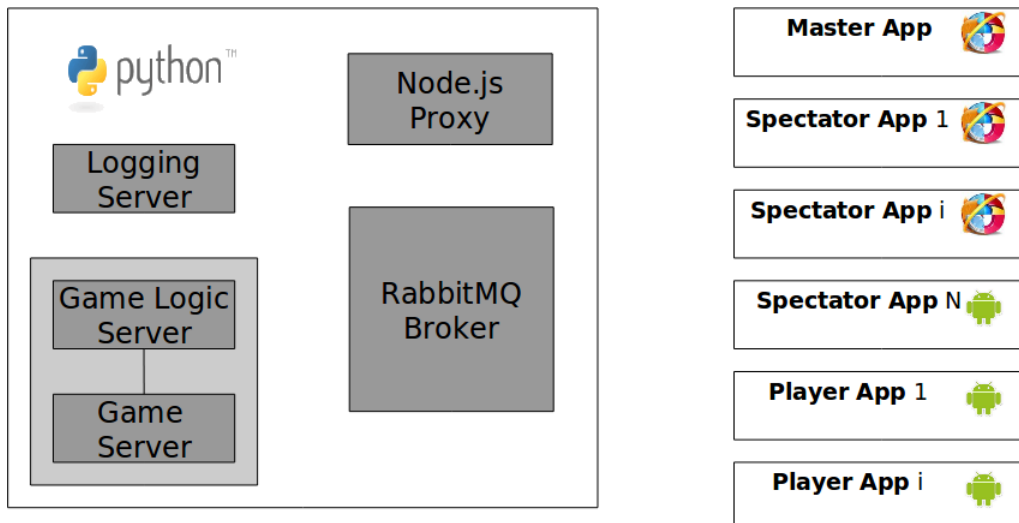 python™
Node.js
Proxy
Logging
Server
Game Logic
Server
RabbitMQ
Broker
Game
Server
Master App
Spectator App 1
Spectator App i
Spectator App N
Player App 1
Player App i